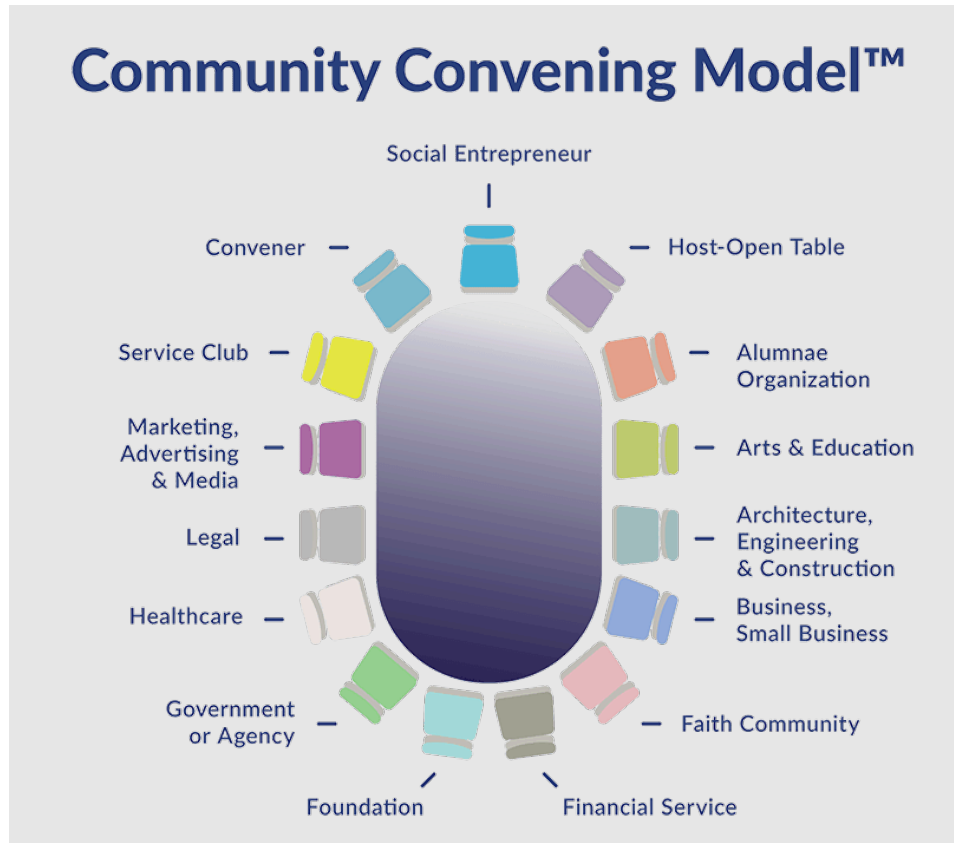 Community Convening Model™
Social Entrepreneur
Convener
Host-Open Table
Service Club
Alumnae
Organization
Marketing,
Advertising
& Media
Arts & Education
Legal
Architecture,
Engineering
& Construction
Healthcare
Business,
Small Business
Government
or Agency
Faith Community
Foundation
Financial Service